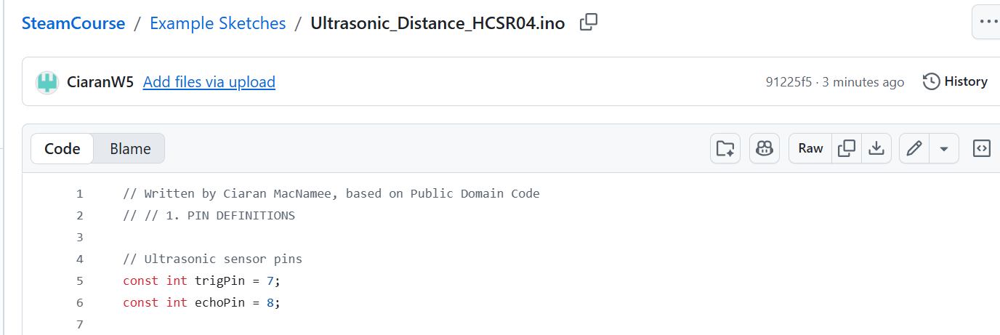 SteamCourse / Example Sketches / Ultrasonic_Distance_HCSR04.ino
CiaranW5 Add files via upload 91225f5 · 3 minutes ago History
Code Blame Raw
1 // Written by Ciaran MacNamee, based on Public Domain Code
2 // // 1. PIN DEFINITIONS
3
4 // Ultrasonic sensor pins
5 const int trigPin = 7;
6 const int echoPin = 8;
7